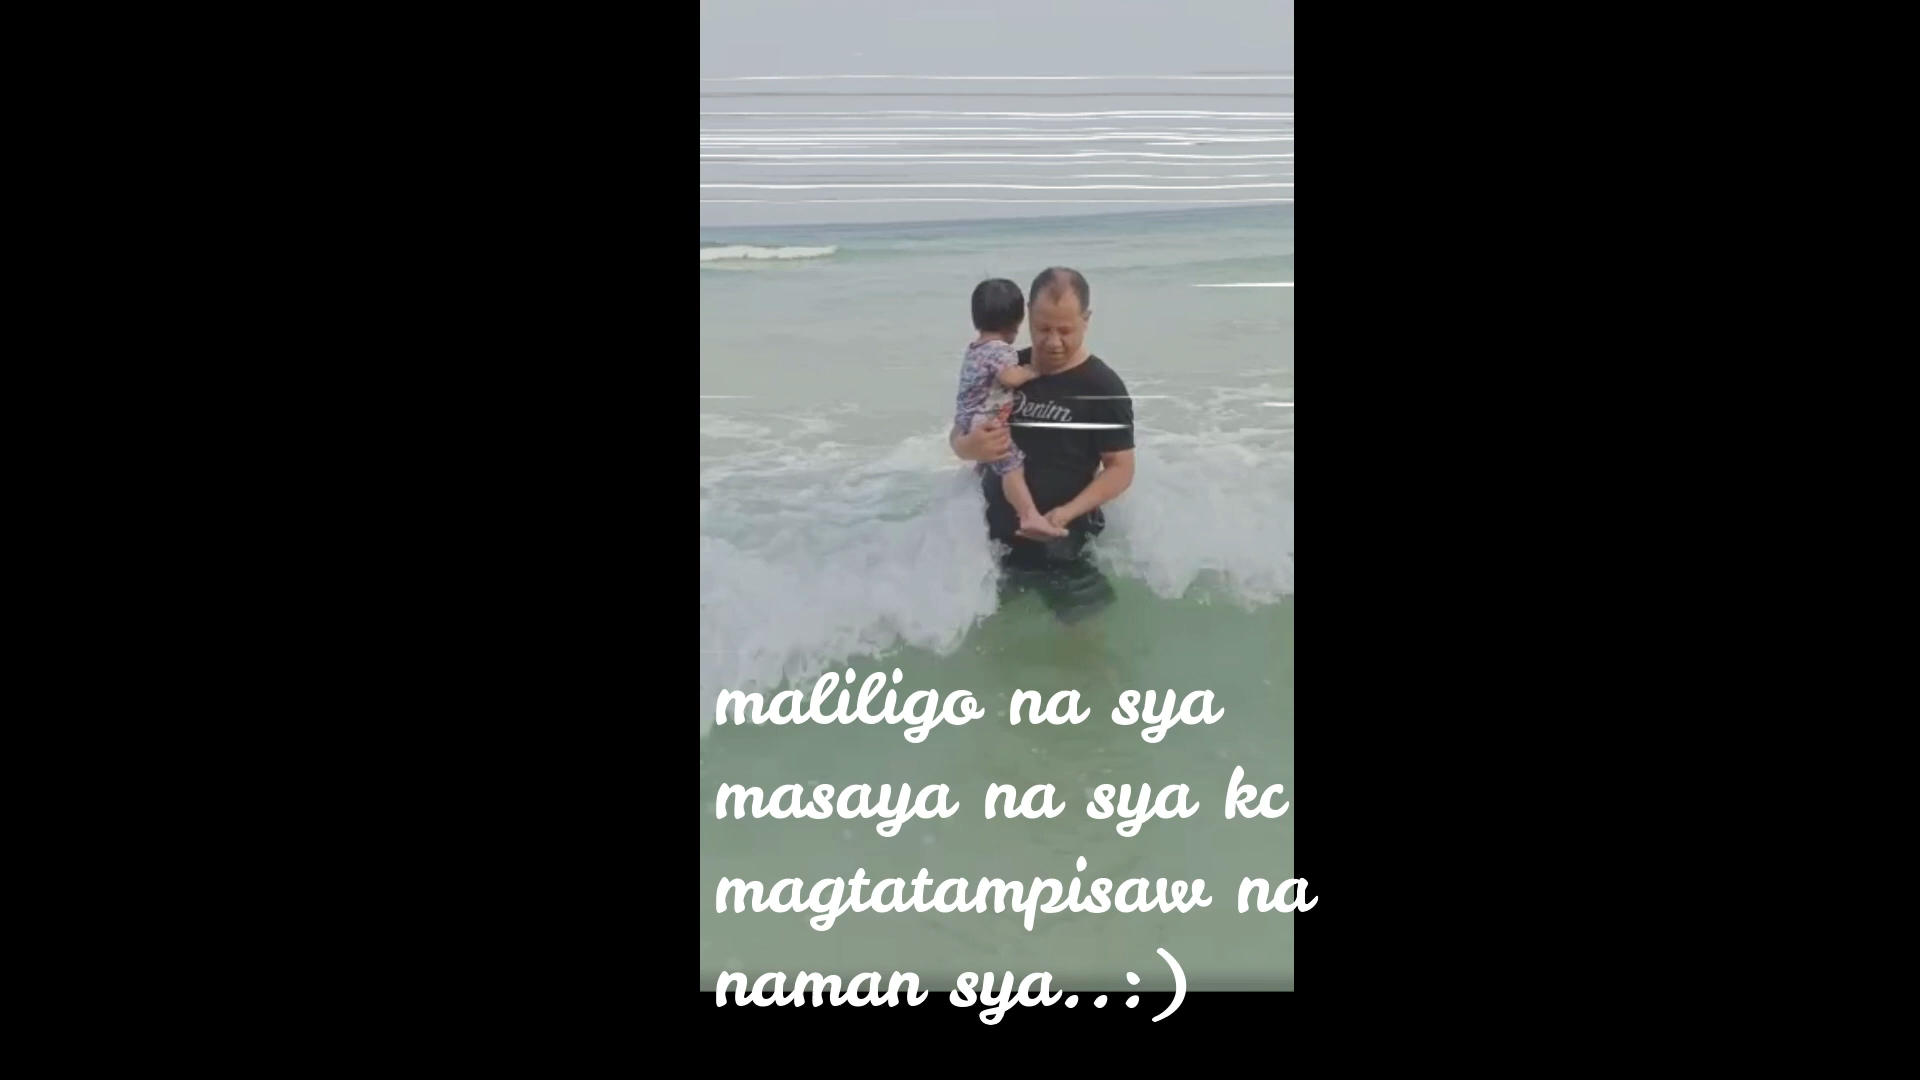 Denim
maliligo na sya
masaya na sya kc
magtatampisaw na
naman sya..:)